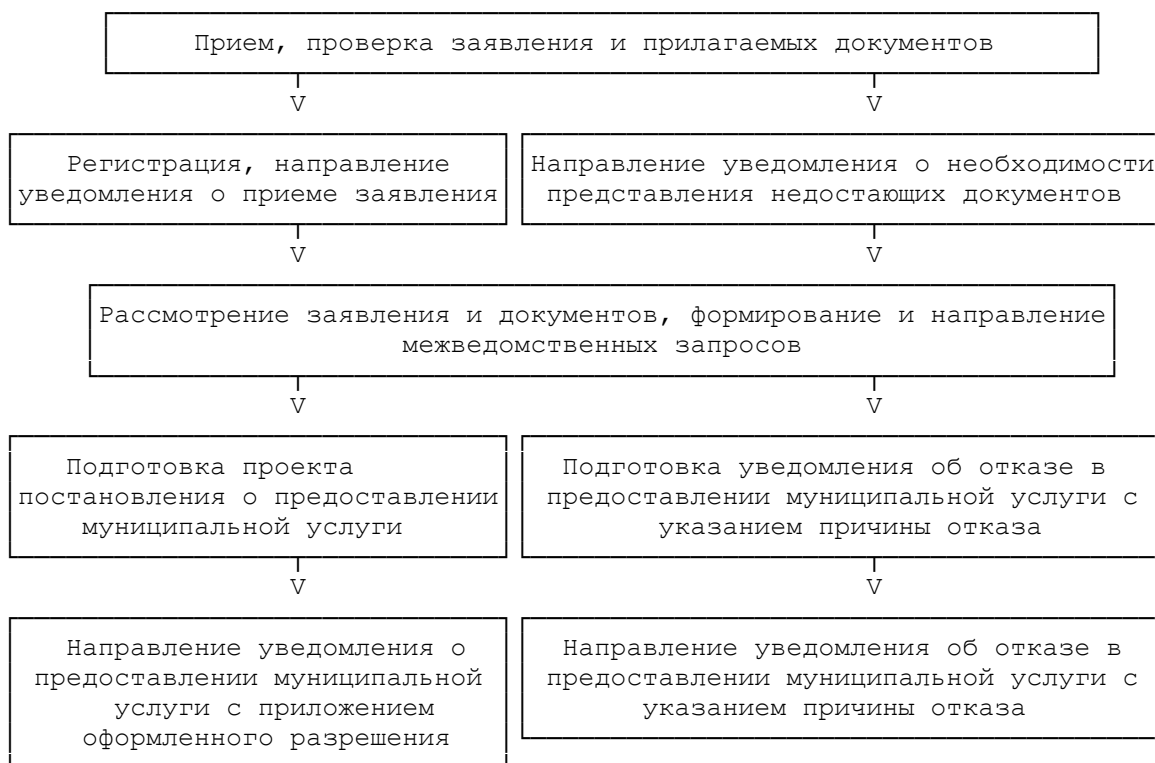 Прием, проверка заявления и прилагаемых документов
V
V
Регистрация, направление
уведомления о приеме заявления
Направление уведомления о необходимости
представления недостающих документов
V
V
Рассмотрение заявления и документов, формирование и направление
межведомственных запросов
V
V
Подготовка проекта
постановления о предоставлении
муниципальной услуги
Подготовка уведомления об отказе в
предоставлении муниципальной услуги с
указанием причины отказа
V
V
Направление уведомления о
предоставлении муниципальной
услуги с приложением
оформленного разрешения
Направление уведомления об отказе в
предоставлении муниципальной услуги с
указанием причины отказа